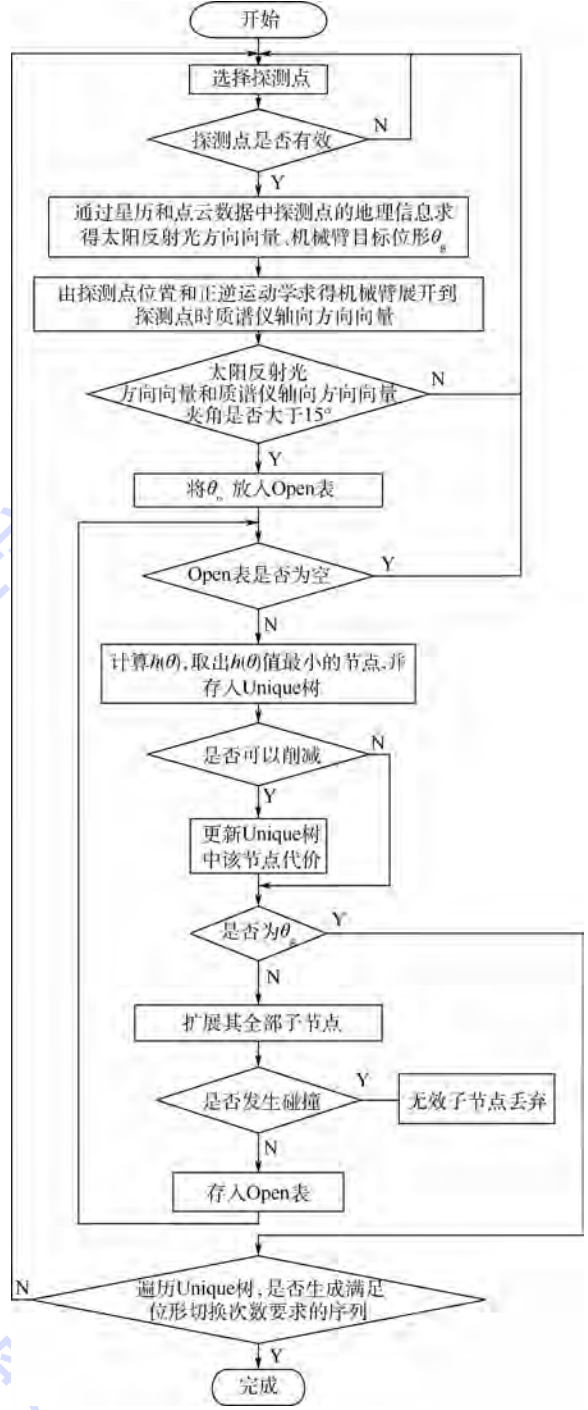 开始
选择探测点
探测点是否有效
N
Y
通过星历和点云数据中探测点的地理信息求
得太阳反射光方向向量、机械臂目标位形θg
由探测点位置和正逆运动学求得机械臂展开到
探测点时质谱仪轴向方向向量
太阳反射光
方向向量和质谱仪轴向方向向量
夹角是否大于15°
N
Y
将θ 放入Open表
Open表是否为空
Y
N
计算h(θ),取出h(θ)值最小的节点,并
存入Unique树
是否可以削减
N
Y
更新Unique树
中该节点代价
是否为θg
Y
N
扩展其全部子节点
是否发生碰撞
Y
无效子节点丢弃
N
存入Open表
遍历Unique树,是否生成满足
位形切换次数要求的序列
N
Y
完成